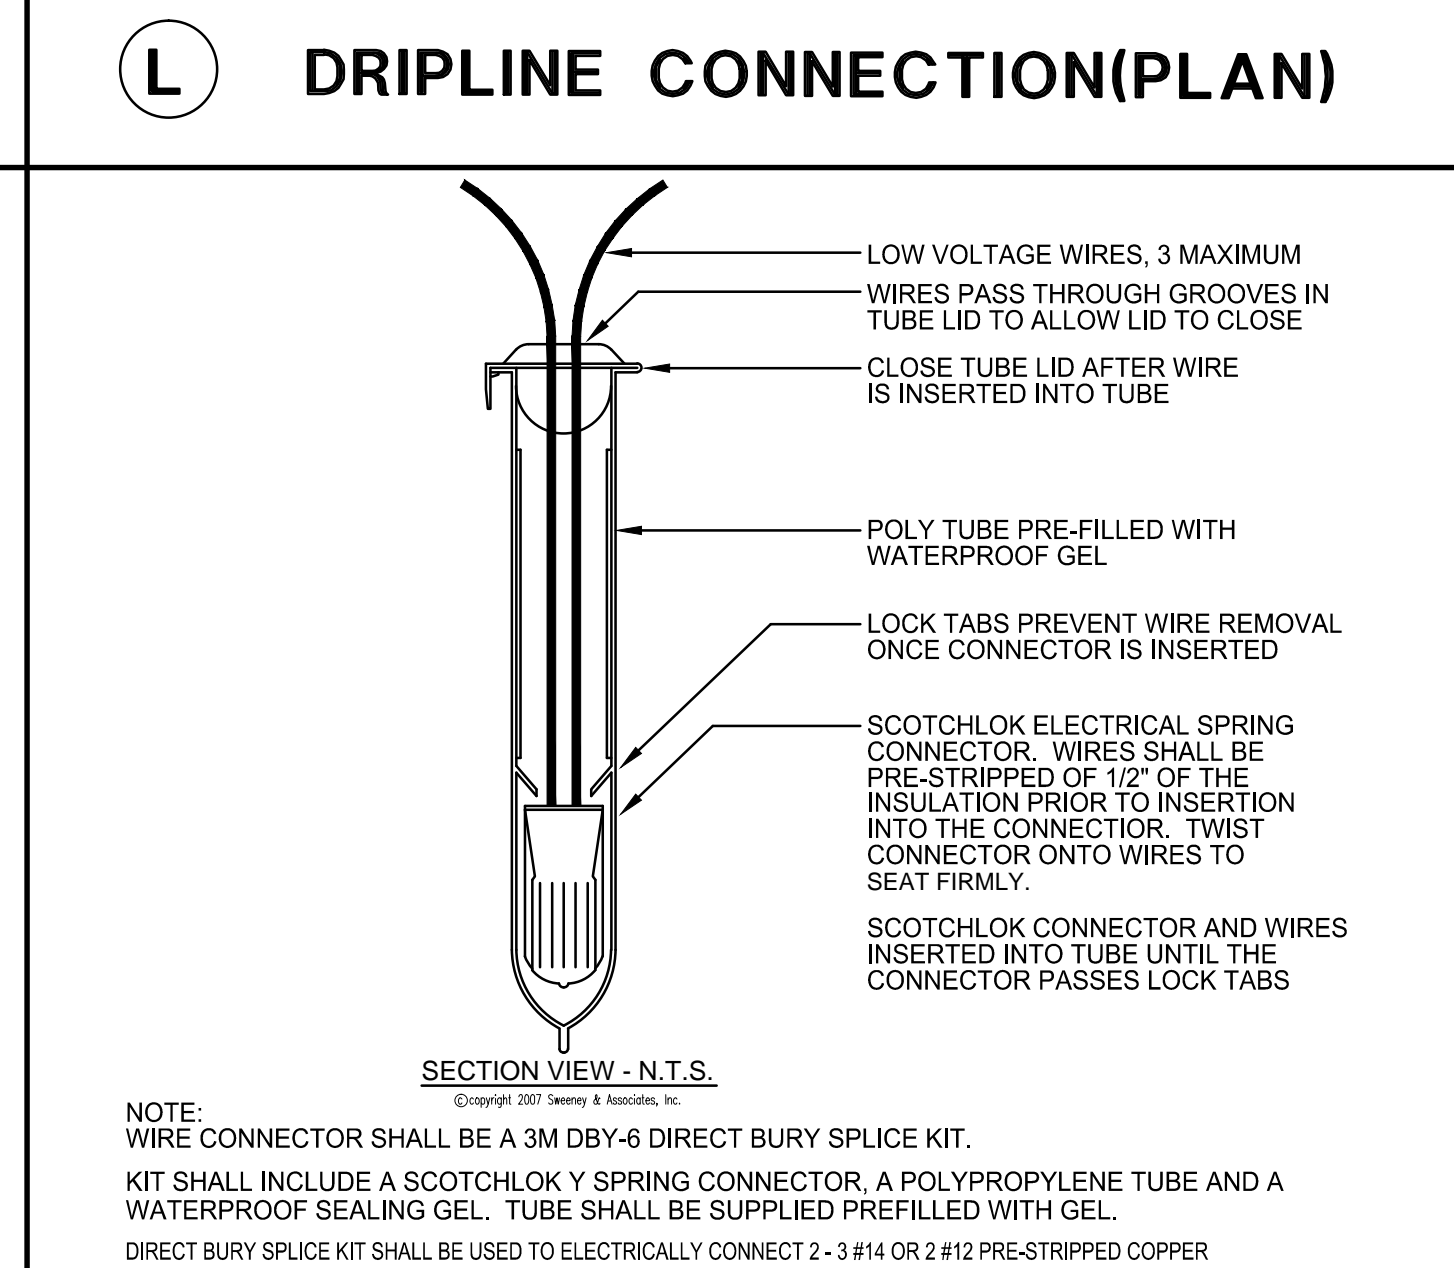 L DRIPLINE CONNECTION(PLAN)
LOW VOLTAGE WIRES, 3 MAXIMUM
WIRES PASS THROUGH GROOVES IN
TUBE LID TO ALLOW LID TO CLOSE
CLOSE TUBE LID AFTER WIRE
IS INSERTED INTO TUBE
POLY TUBE PRE-FILLED WITH
WATERPROOF GEL
LOCK TABS PREVENT WIRE REMOVAL
ONCE CONNECTOR IS INSERTED
SCOTCHLOK ELECTRICAL SPRING
CONNECTOR. WIRES SHALL BE
PRE-STRIPPED OF 1/2" OF THE
INSULATION PRIOR TO INSERTION
INTO THE CONNECTIOR. TWIST
CONNECTOR ONTO WIRES TO
SEAT FIRMLY.
SCOTCHLOK CONNECTOR AND WIRES
INSERTED INTO TUBE UNTIL THE
CONNECTOR PASSES LOCK TABS
SECTION VIEW - N.T.S.
©copyright 2007 Sweeney & Associates, Inc.
NOTE:
WIRE CONNECTOR SHALL BE A 3M DBY-6 DIRECT BURY SPLICE KIT.
KIT SHALL INCLUDE A SCOTCHLOK Y SPRING CONNECTOR, A POLYPROPYLENE TUBE AND A
WATERPROOF SEALING GEL. TUBE SHALL BE SUPPLIED PREFILLED WITH GEL.
DIRECT BURY SPLICE KIT SHALL BE USED TO ELECTRICALLY CONNECT 2 - 3 #14 OR 2 #12 PRE-STRIPPED COPPER